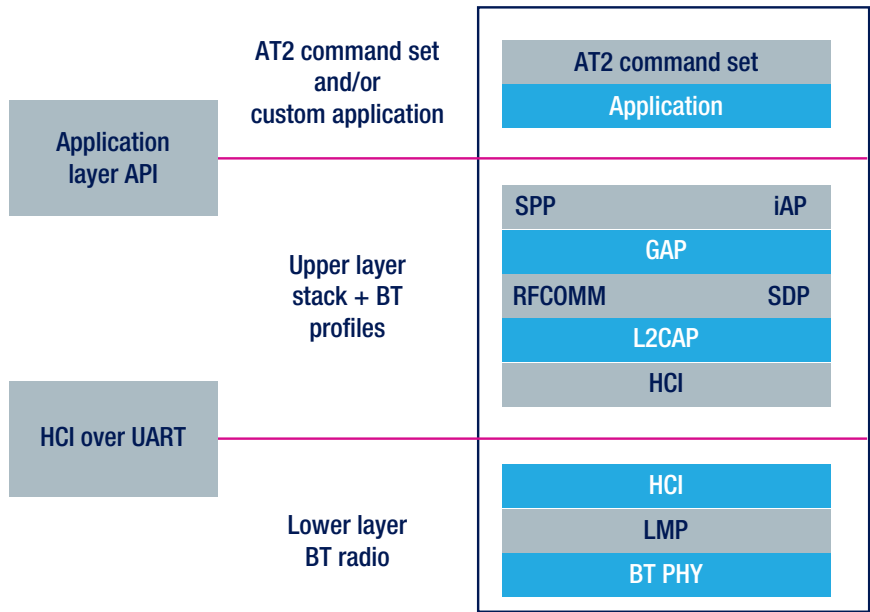 AT2 command set
and/or
custom application
AT2 command set
Application
Application
layer API
SPP iAP
GAP
Upper layer
stack + BT
profiles
RFCOMM SDP
L2CAP
HCI
HCI over UART
HCI
Lower layer
BT radio
LMP
BT PHY